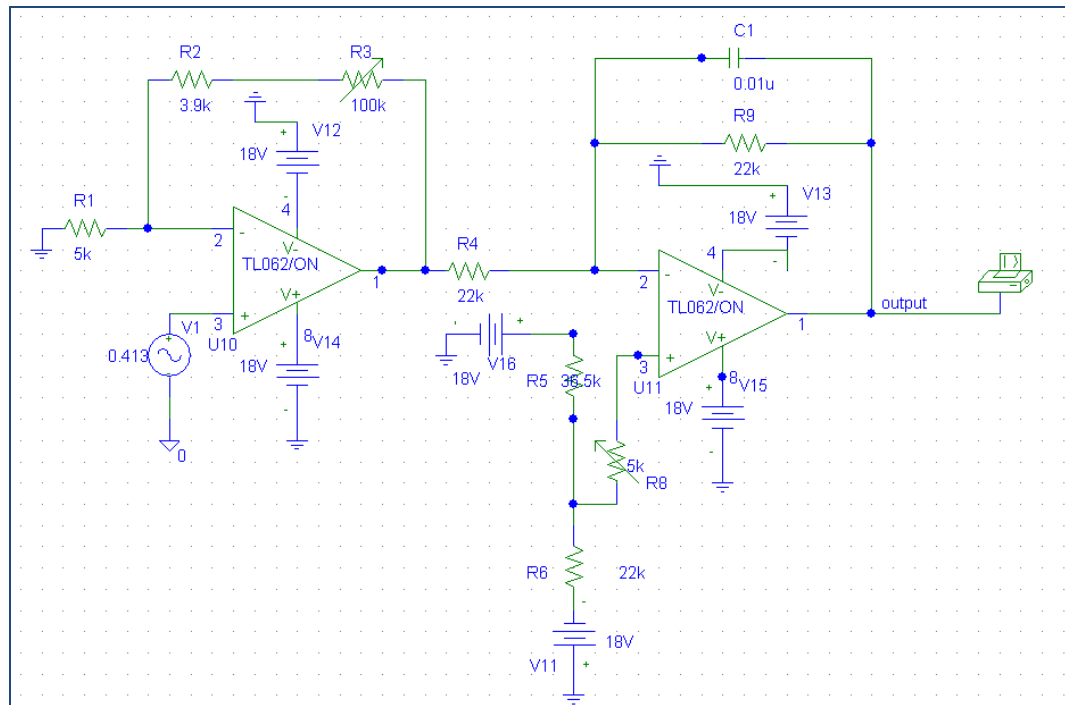 C1
0.01u
R2
R3
3.9k
100k
+
V12
18V
-
4
R9
22k
+
V13
18V
-
4
R1
5k
2
-
V-
TL062/ON
V+
+
3
1
U10
8
R4
22k
2
-
V-
TL062/ON
V+
+
3
1
U11
8
output
V1
+
0.413
-
0
V14
+
18V
-
-
+
V16
18V
R5
36.5k
5k
R8
V15
+
18V
-
R6
22k
-
18V
V11
+